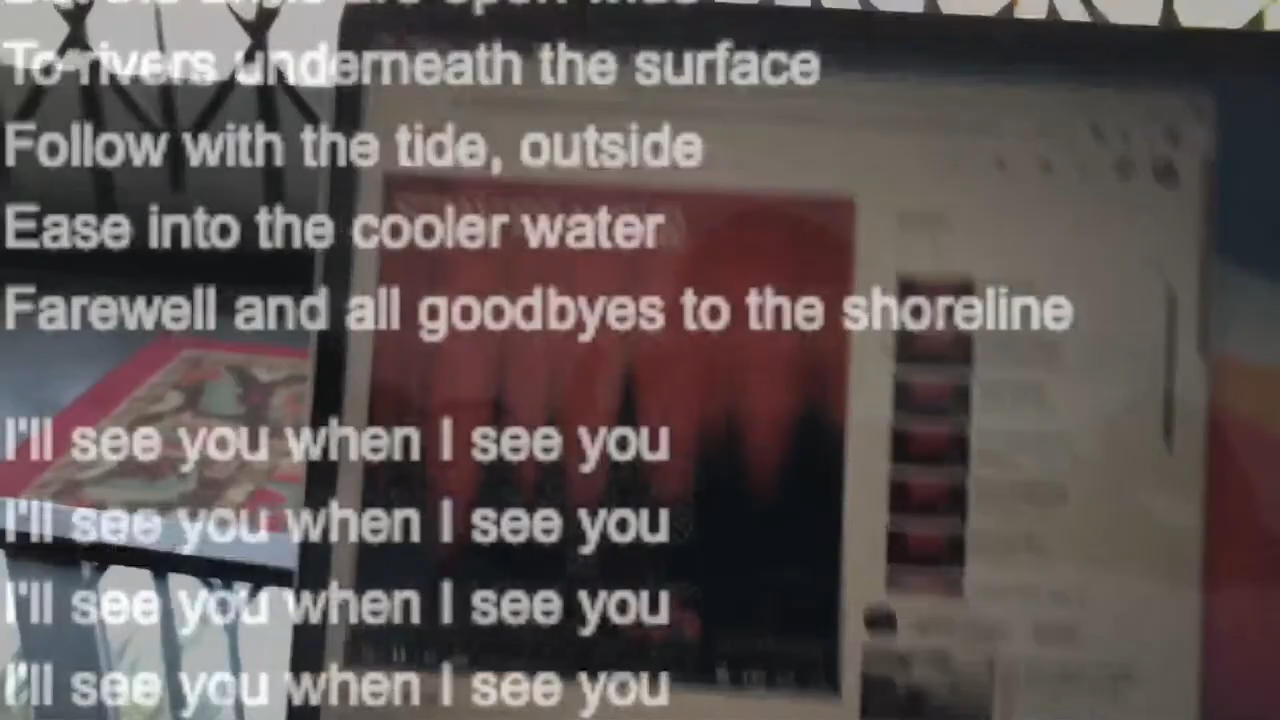 To rivers underneath the surface
Follow with the tide, outside
Ease into the cooler water
Farewell and all goodbyes to the shoreline
I'll see you when I see you
I'll see you when I see you
I'll see you when I see you
I'll see you when I see you